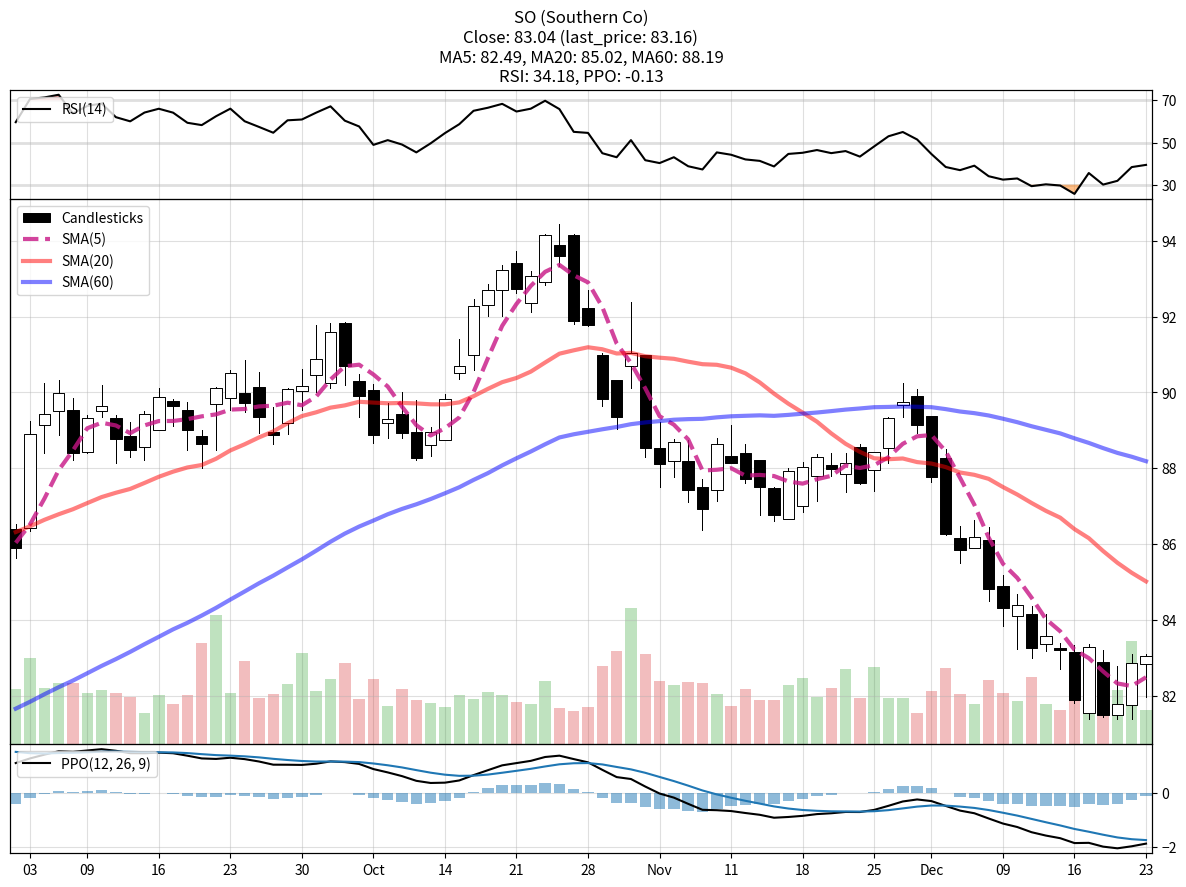 SO (Southern Co)
Close: 83.04 (last_price: 83.16)
MA5: 82.49, MA20: 85.02, MA60: 88.19
RSI: 34.18, PPO: -0.13
RSI(14)
70
50
30
Candlesticks
SMA(5)
SMA(20)
SMA(60)
94
92
90
88
86
84
82
PPO(12, 26, 9)
0
−2
03 09 16 23 30 Oct 14 21 28 Nov 11 18 25 Dec 09 16 23